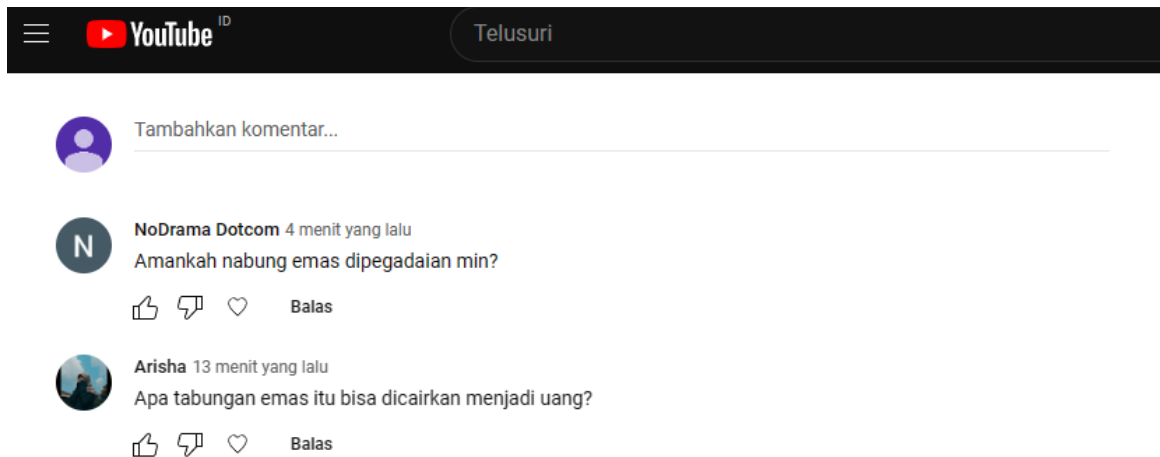 YouTube ID
Telusuri
Tambahkan komentar...
N
NoDrama Dotcom 4 menit yang lalu
Amankah nabung emas dipegadaian min?
Balas
Arisha 13 menit yang lalu
Apa tabungan emas itu bisa dicairkan menjadi uang?
Balas